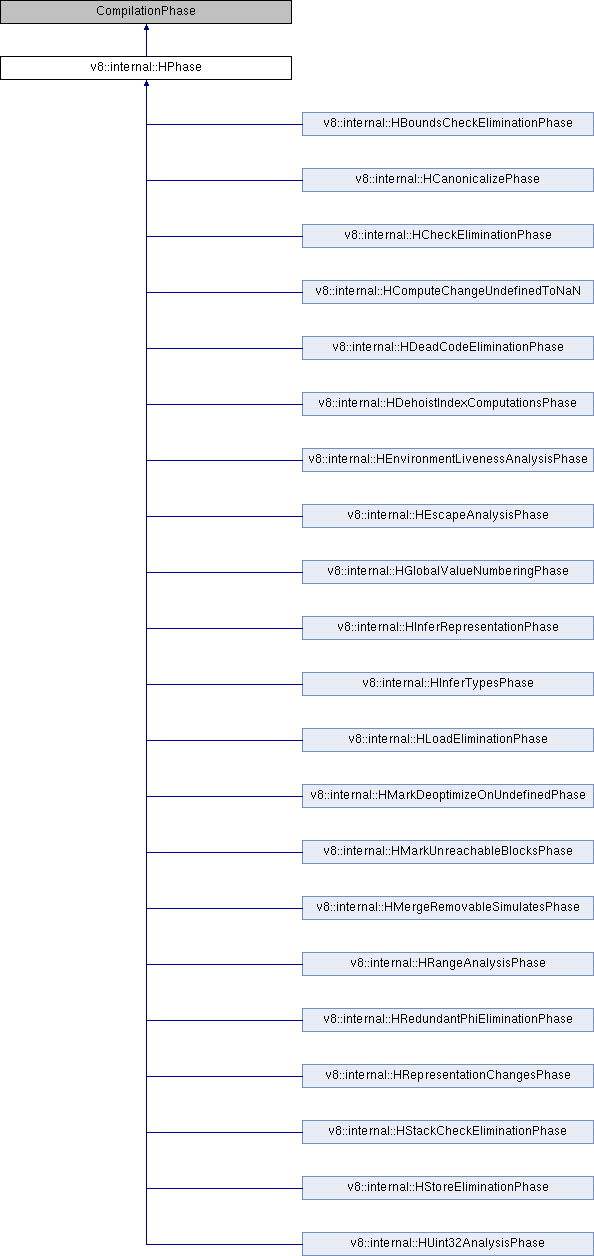 CompilationPhase
v8::internal::HPhase
v8::internal::HBoundsCheckEliminationPhase
v8::internal::HCanonicalizePhase
v8::internal::HCheckEliminationPhase
v8::internal::HComputeChangeUndefinedToNaN
v8::internal::HDeadCodeEliminationPhase
v8::internal::HDehoistIndexComputationsPhase
v8::internal::HEnvironmentLivenessAnalysisPhase
v8::internal::HEscapeAnalysisPhase
v8::internal::HGlobalValueNumberingPhase
v8::internal::HInferRepresentationPhase
v8::internal::HInferTypesPhase
v8::internal::HLoadEliminationPhase
v8::internal::HMarkDeoptimizeOnUndefinedPhase
v8::internal::HMarkUnreachableBlocksPhase
v8::internal::HMergeRemovableSimulatesPhase
v8::internal::HRangeAnalysisPhase
v8::internal::HRedundantPhiEliminationPhase
v8::internal::HRepresentationChangesPhase
v8::internal::HStackCheckEliminationPhase
v8::internal::HStoreEliminationPhase
v8::internal::HUint32AnalysisPhase